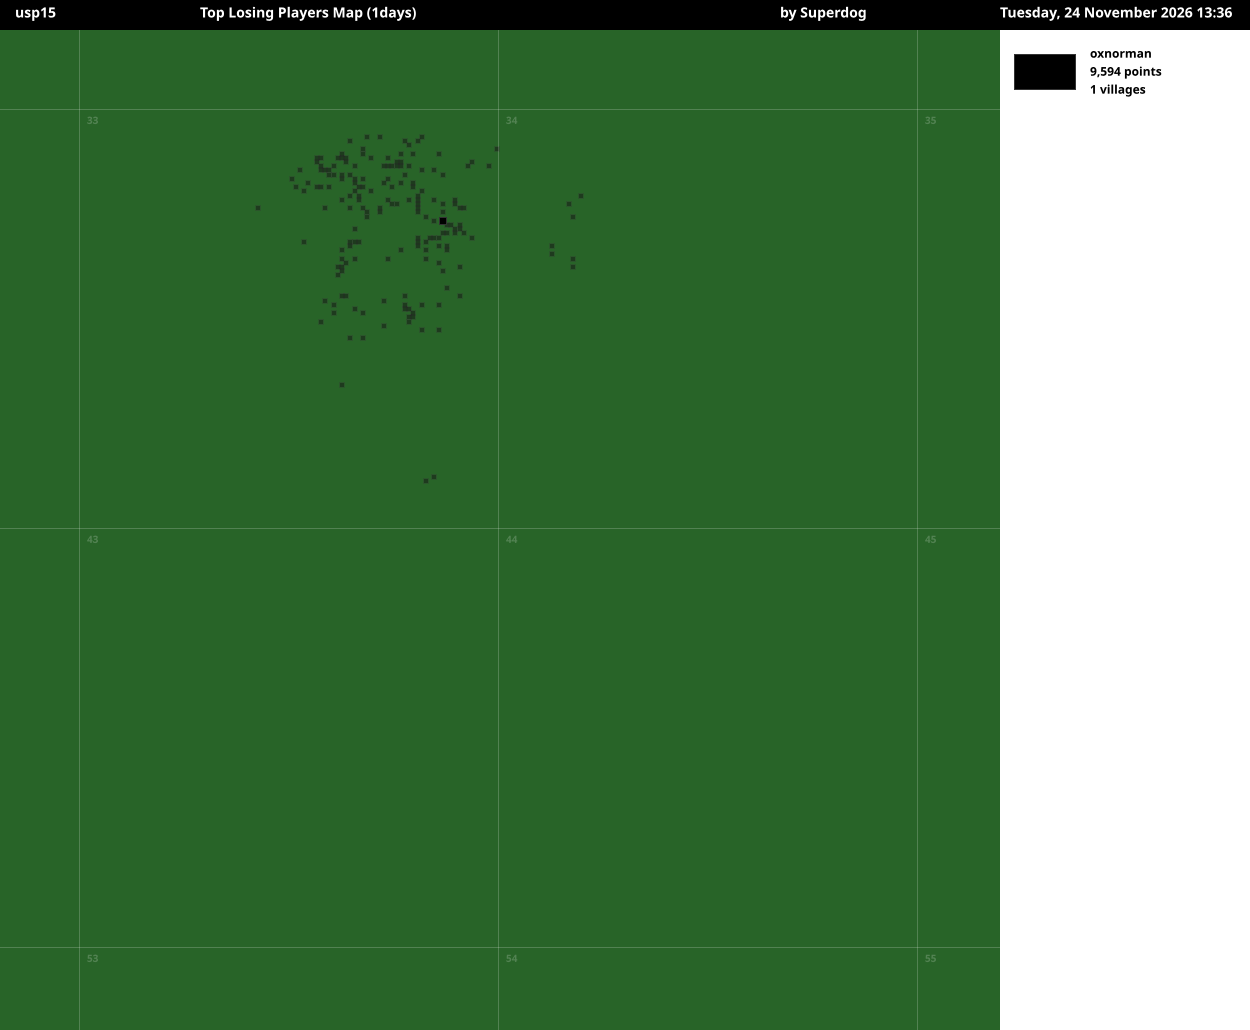 usp15 Top Losing Players Map (1days) by Superdog Tuesday, 24 November 2026 13:36
oxnorman
9,594 points
1 villages
33 34 35
43 44 45
53 54 55